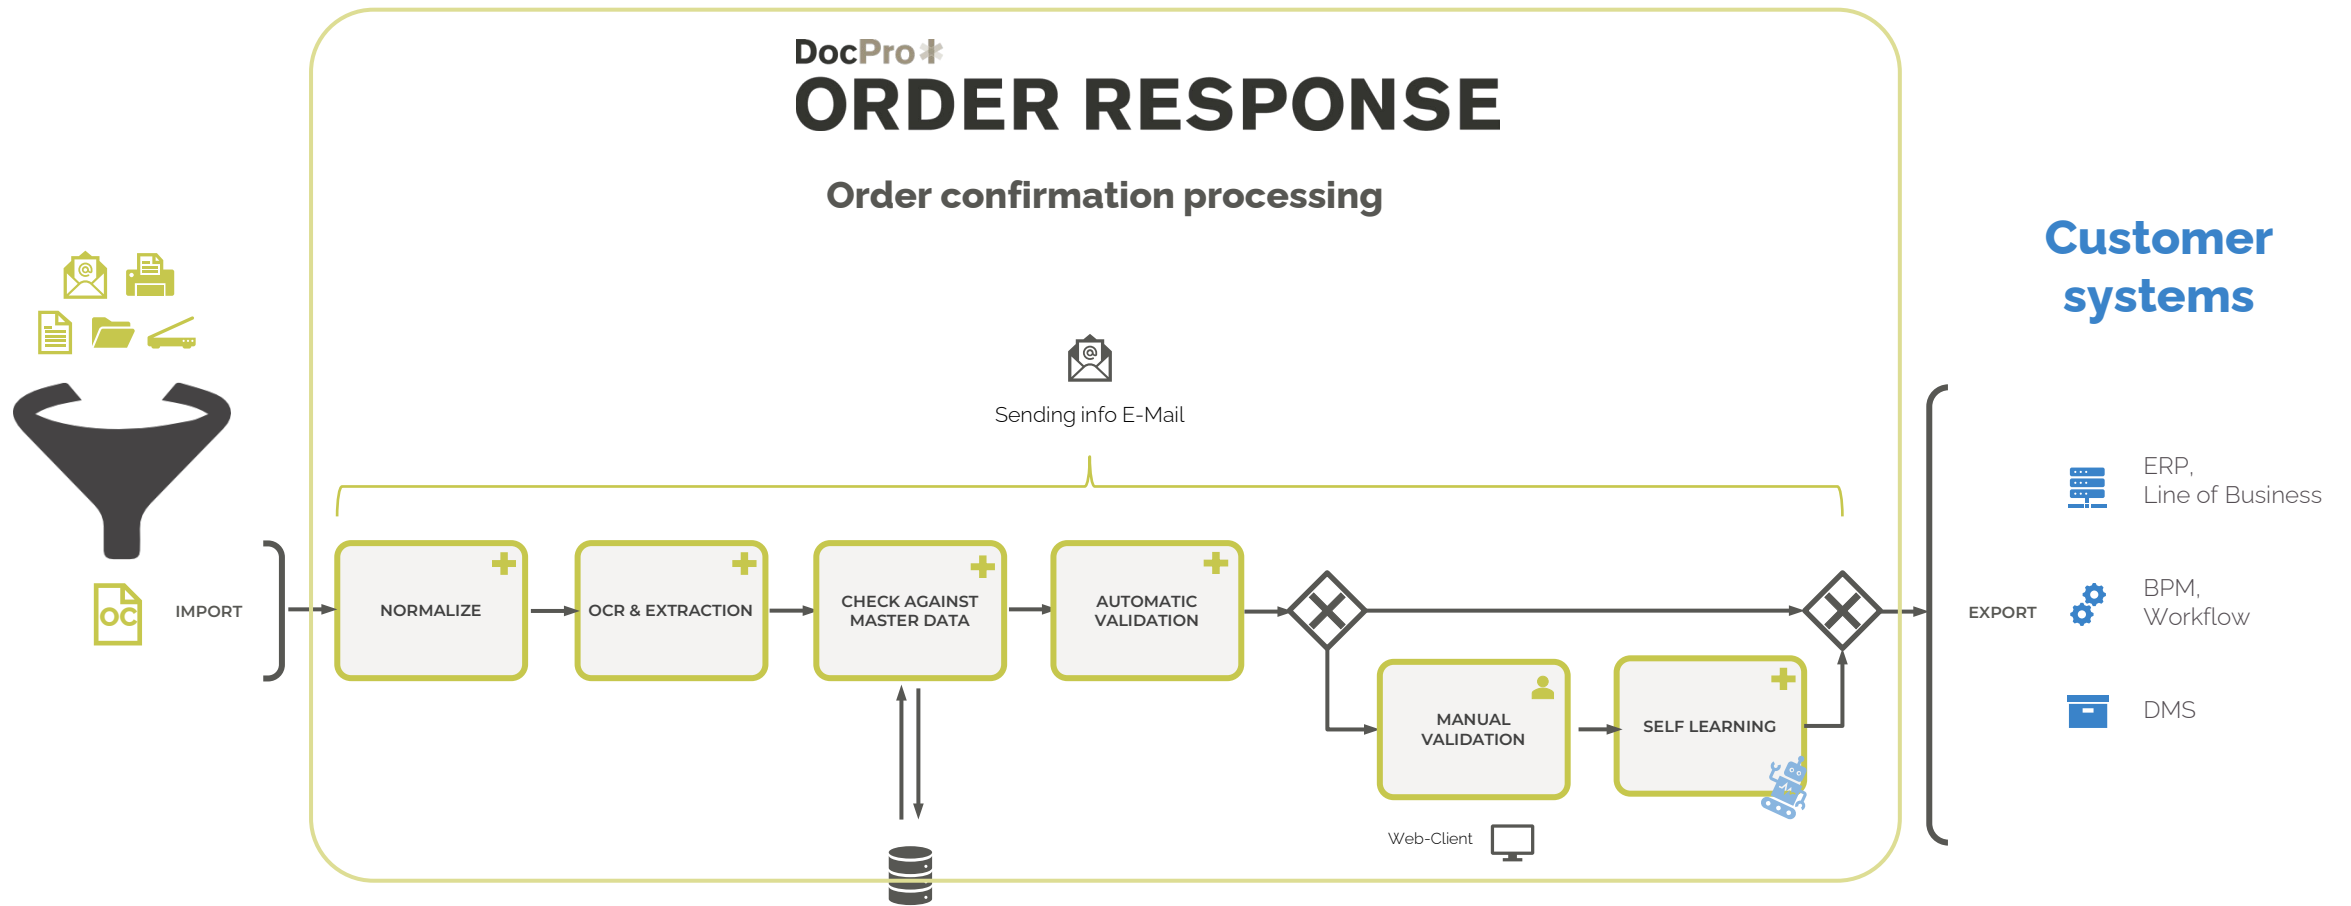 DocPro
ORDER RESPONSE
Order confirmation processing
Customer
systems
Sending info E-Mail
ERP,
Line of Business
OC
IMPORT
NORMALIZE
OCR & EXTRACTION
CHECK AGAINST
MASTER DATA
AUTOMATIC
VALIDATION
EXPORT
BPM,
Workflow
MANUAL
VALIDATION
SELF LEARNING
DMS
Web-Client